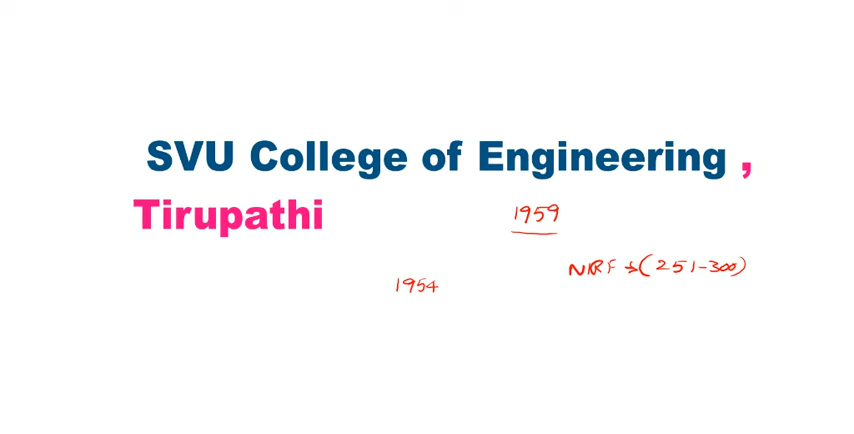 SVU College of Engineering ,
Tirupathi
1959
NIRF → (251-300)
1954